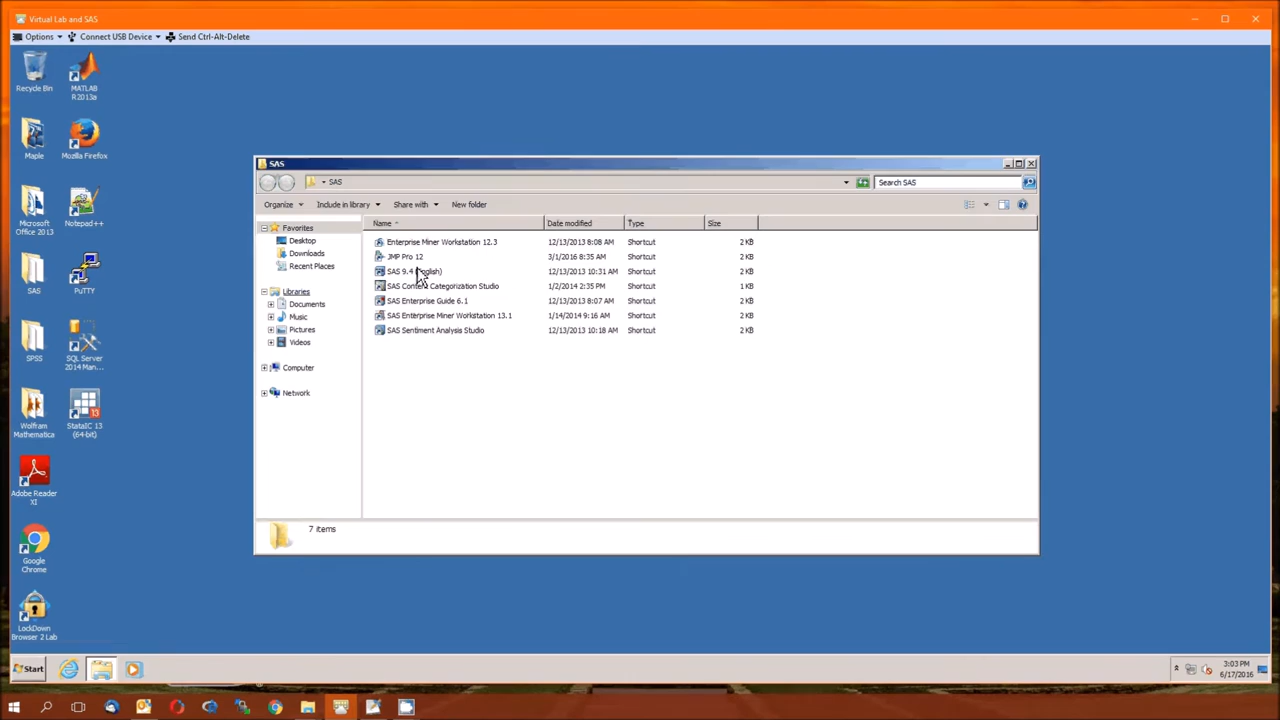 Virtual Lab and SAS
Options Connect USB Device Send Ctrl-Alt-Delete
Recycle Bin
MATLAB R2013a
Maple
Mozilla Firefox
Microsoft Office 2013
Notepad++
SAS
PuTTY
SPSS
SQL Server 2014 Man...
Wolfram Mathematica
StataIC 13 (64-bit)
Adobe Reader XI
Google Chrome
LockDown Browser 2 Lab
SAS
SAS
Search SAS
Organize Include in library Share with New folder
Favorites
Desktop
Downloads
Recent Places
Libraries
Documents
Music
Pictures
Videos
Computer
Network
Name Date modified Type Size
Enterprise Miner Workstation 12.3 12/13/2013 8:08 AM Shortcut 2 KB
JMP Pro 12 3/1/2016 8:35 AM Shortcut 2 KB
SAS 9.4 (English) 12/13/2013 10:31 AM Shortcut 2 KB
SAS Content Categorization Studio 1/2/2014 2:35 PM Shortcut 1 KB
SAS Enterprise Guide 6.1 12/13/2013 8:07 AM Shortcut 2 KB
SAS Enterprise Miner Workstation 13.1 1/14/2014 9:16 AM Shortcut 2 KB
SAS Sentiment Analysis Studio 12/13/2013 10:18 AM Shortcut 2 KB
7 items
Start
3:03 PM
6/17/2016